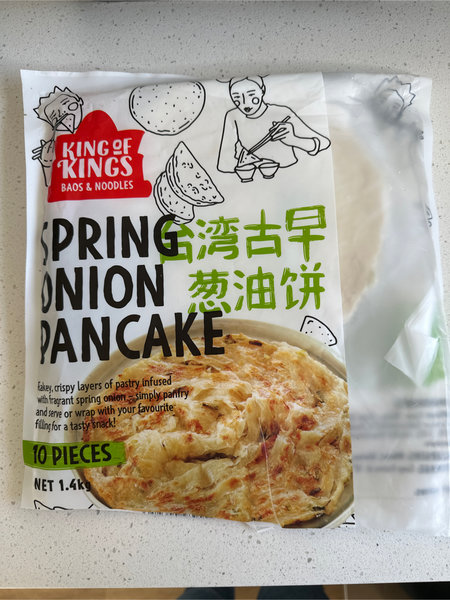 KING OF
KINGS
BAOS & NOODLES
SPRING
ONION
PANCAKE
台湾古早
葱油饼
Flakey, crispy layers of pastry infused
with fragrant spring onion – simply panfry
and serve or wrap with your favourite
filling for a tasty snack!
10 PIECES
NET 1.4kg